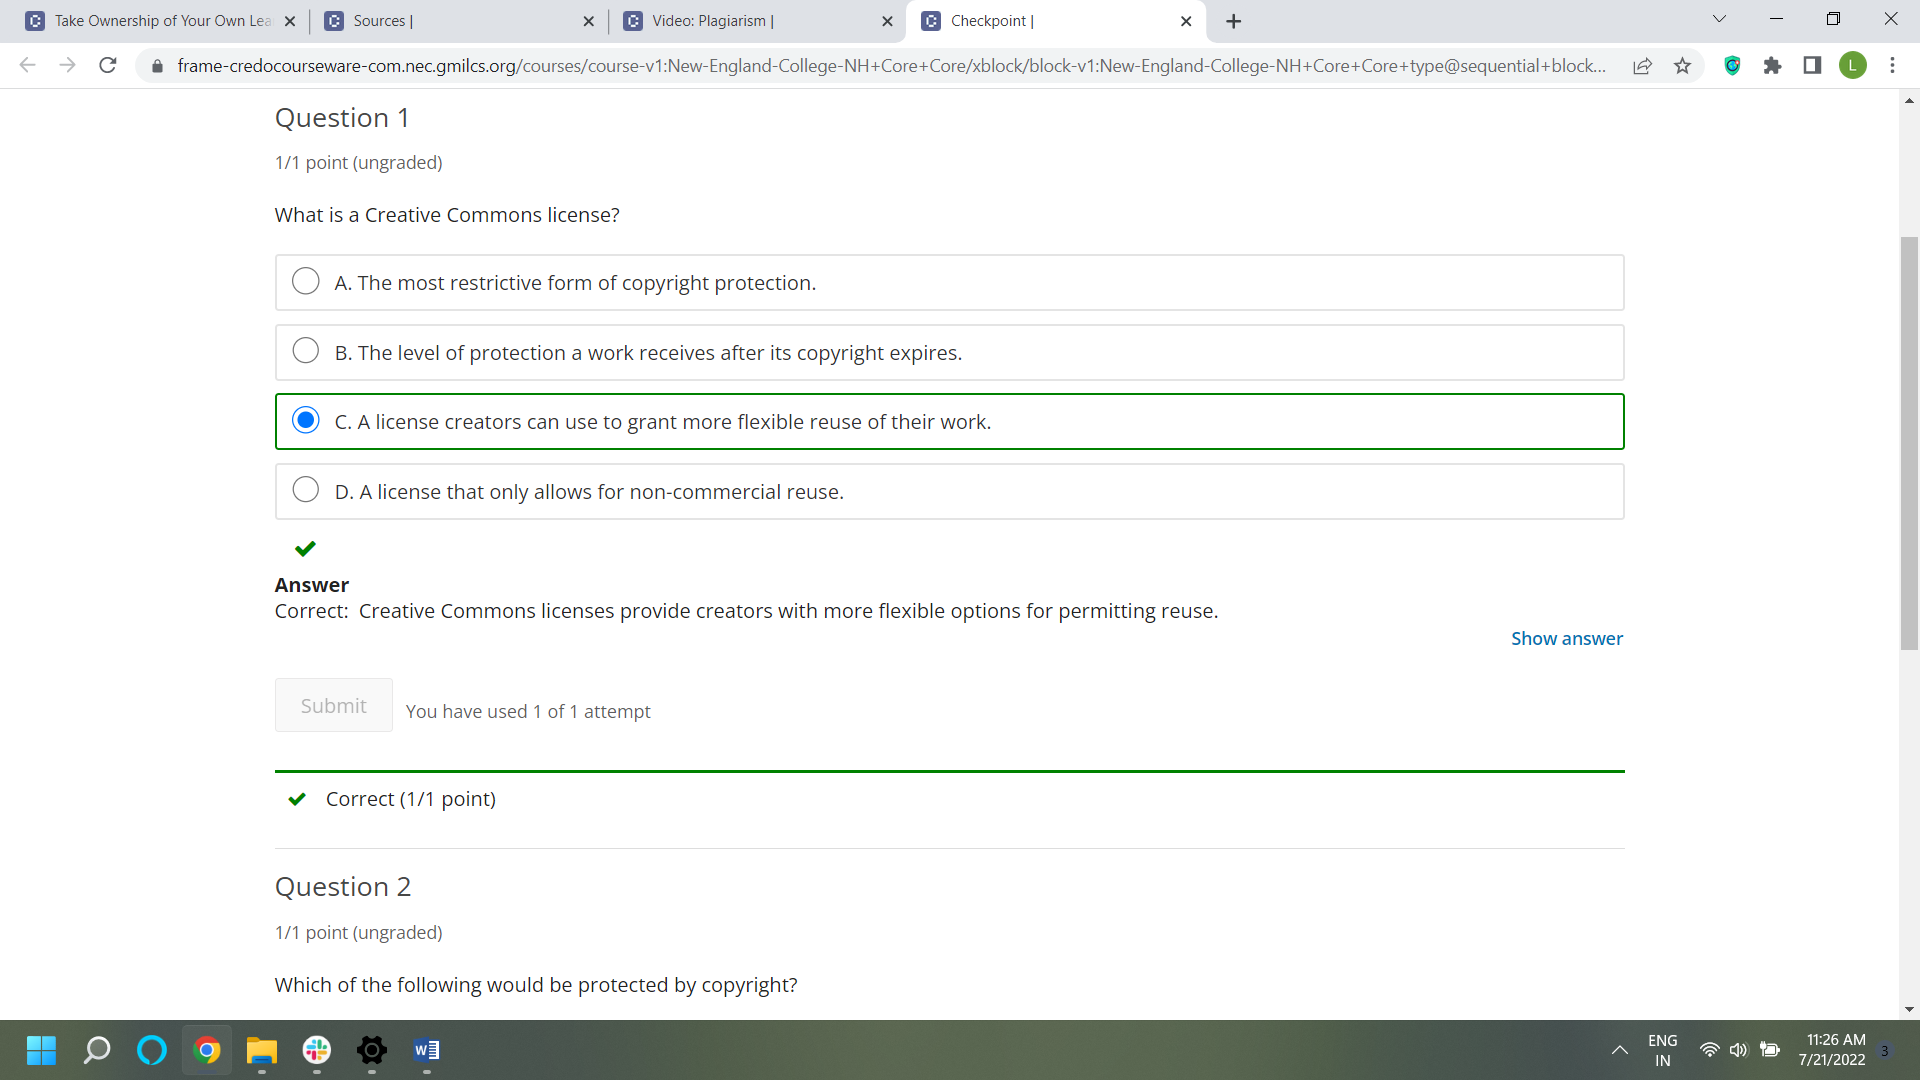 Take Ownership of Your Own Lea
Sources |
Video: Plagiarism |
Checkpoint |
frame-credocourseware-com.nec.gmilcs.org/courses/course-v1:New-England-College-NH+Core+Core/xblock/block-v1:New-England-College-NH+Core+Core+type@sequential+block...
L
Question 1
1/1 point (ungraded)
What is a Creative Commons license?
A. The most restrictive form of copyright protection.
B. The level of protection a work receives after its copyright expires.
C. A license creators can use to grant more flexible reuse of their work.
D. A license that only allows for non-commercial reuse.
Answer
Correct: Creative Commons licenses provide creators with more flexible options for permitting reuse.
Show answer
Submit
You have used 1 of 1 attempt
Correct (1/1 point)
Question 2
1/1 point (ungraded)
Which of the following would be protected by copyright?
ENG
IN
11:26 AM
7/21/2022
3